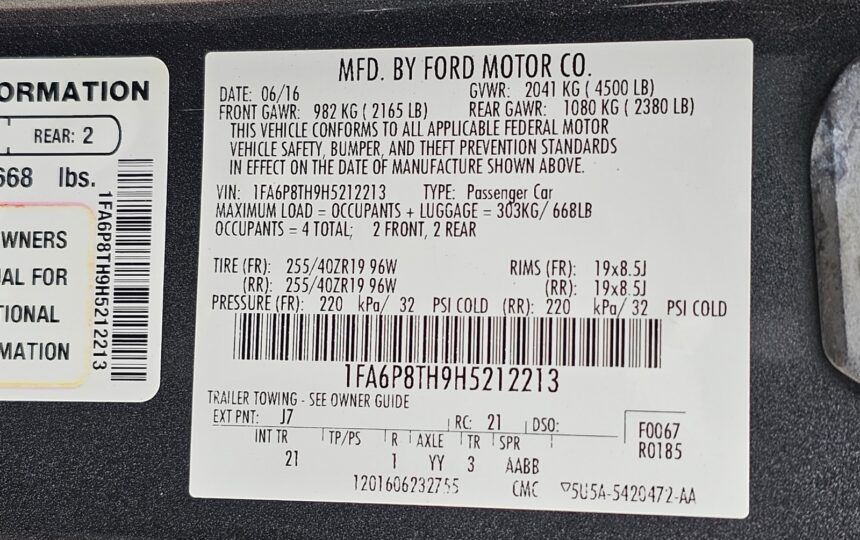 ORMATION
REAR: 2
668 lbs.
WNERS
UAL FOR
TIONAL
MATION
1FA6P8TH9H5212213
MFD. BY FORD MOTOR CO.
DATE: 06/16 GVWR: 2041 KG ( 4500 LB)
FRONT GAWR: 982 KG ( 2165 LB) REAR GAWR: 1080 KG ( 2380 LB)
THIS VEHICLE CONFORMS TO ALL APPLICABLE FEDERAL MOTOR
VEHICLE SAFETY, BUMPER, AND THEFT PREVENTION STANDARDS
IN EFFECT ON THE DATE OF MANUFACTURE SHOWN ABOVE.
VIN: 1FA6P8TH9H5212213 TYPE: Passenger Car
MAXIMUM LOAD = OCCUPANTS + LUGGAGE = 303KG/ 668LB
OCCUPANTS = 4 TOTAL; 2 FRONT, 2 REAR
TIRE (FR): 255/40ZR19 96W RIMS (FR): 19x8.5J
(RR): 255/40ZR19 96W (RR): 19x8.5J
PRESSURE (FR): 220 kPa/ 32 PSI COLD (RR): 220 kPa/ 32 PSI COLD
1FA6P8TH9H5212213
TRAILER TOWING - SEE OWNER GUIDE
EXT PNT: J7 RC: 21 DSO: F0067
INT TR TP/PS R AXLE TR SPR R0185
21 1 YY 3 AABB
1201606232755 CMC 5U5A-5420472-AA